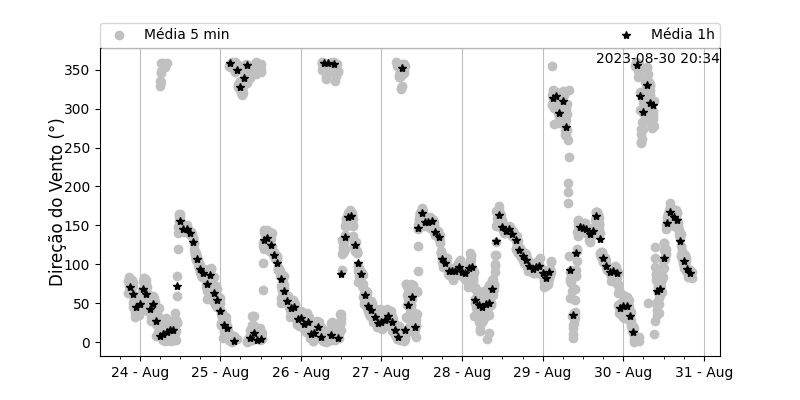 Média 5 min
Média 1h
2023-08-30 20:34
Direção do Vento (°)
350
300
250
200
150
100
50
0
24 - Aug
25 - Aug
26 - Aug
27 - Aug
28 - Aug
29 - Aug
30 - Aug
31 - Aug